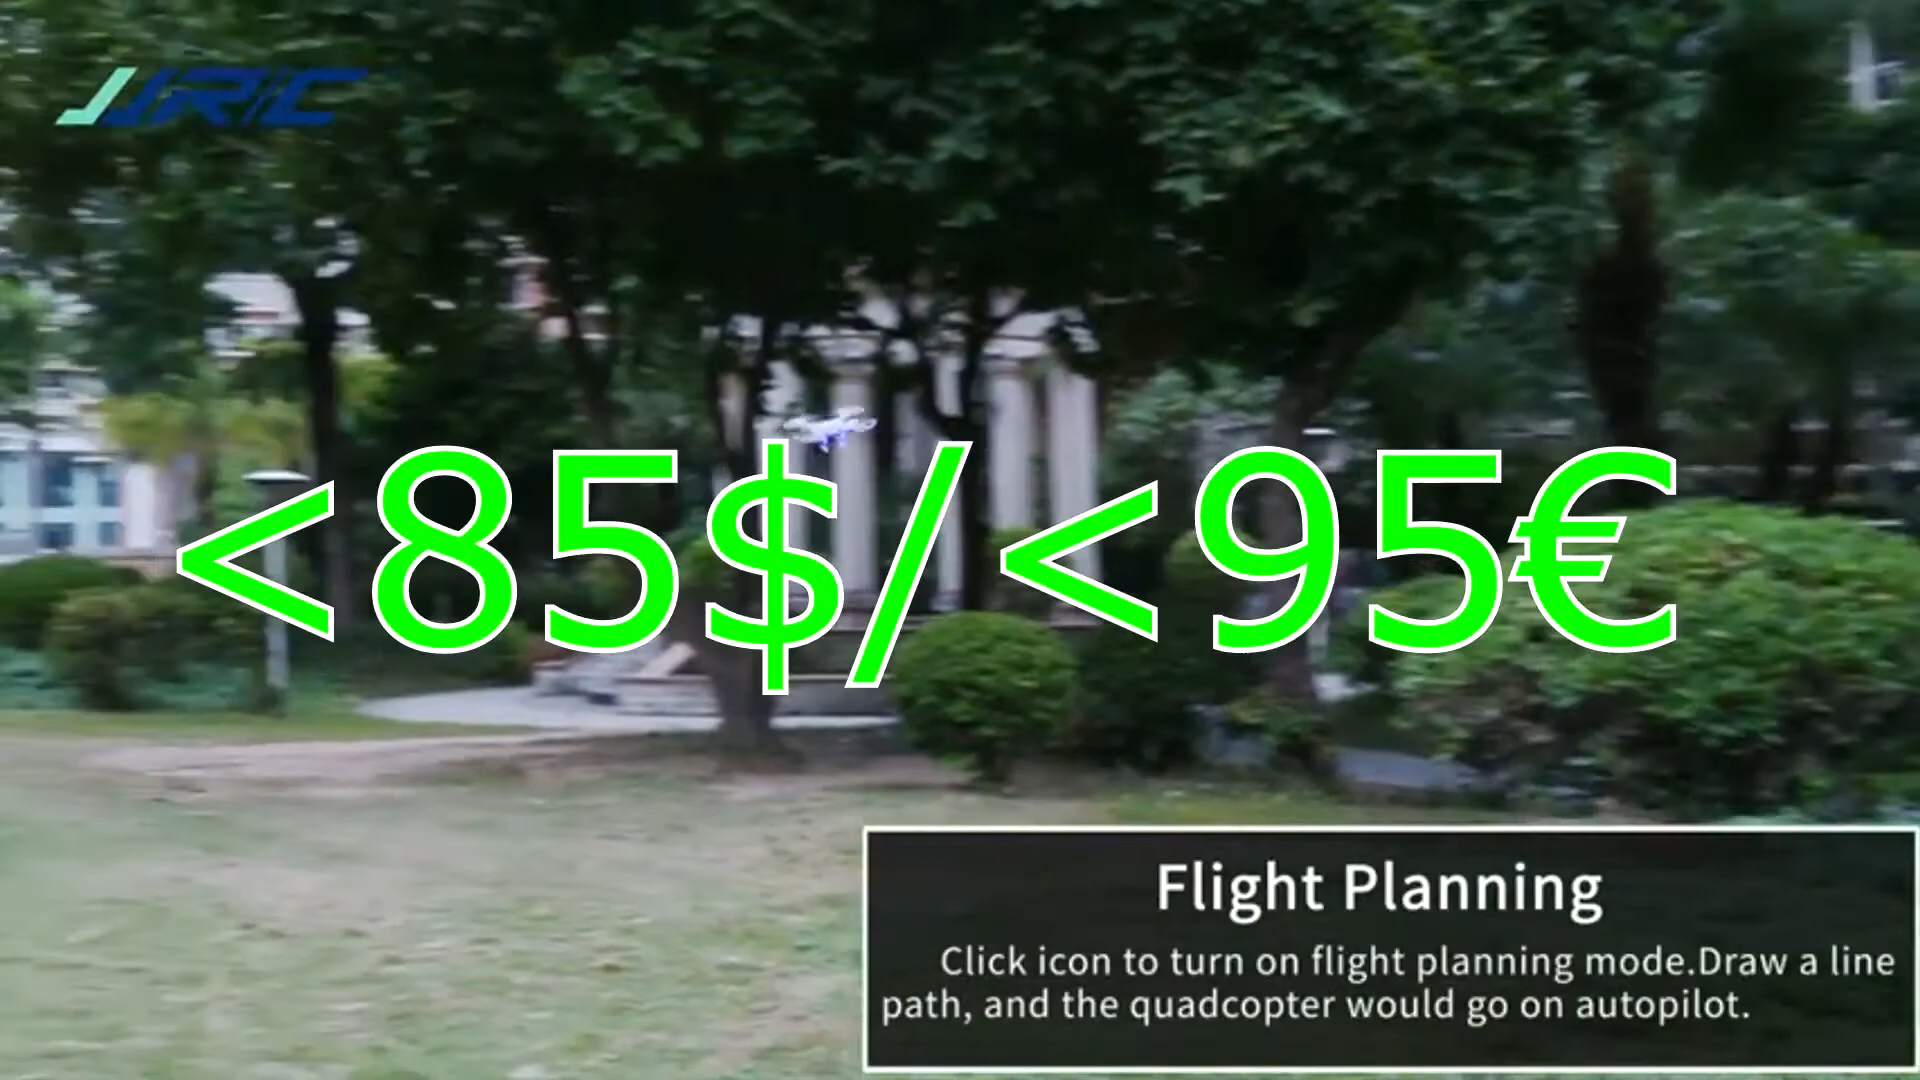 JJRC
<85$/<95€
Flight Planning
Click icon to turn on flight planning mode.Draw a line
path, and the quadcopter would go on autopilot.